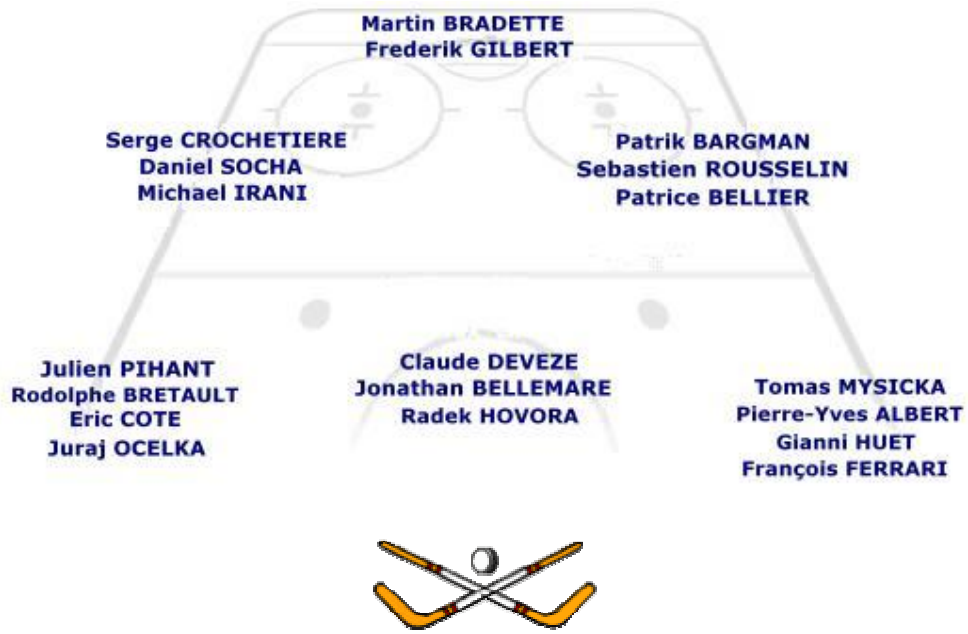 Martin BRADETTE
Frederik GILBERT
Serge CROCHETIERE
Daniel SOCHA
Michael IRANI
Patrik BARGMAN
Sebastien ROUSSELIN
Patrice BELLIER
Julien PIHANT
Rodolphe BRETAULT
Eric COTE
Juraj OCELKA
Claude DEVEZE
Jonathan BELLEMARE
Radek HOVORA
Tomas MYSICKA
Pierre-Yves ALBERT
Gianni HUET
François FERRARI